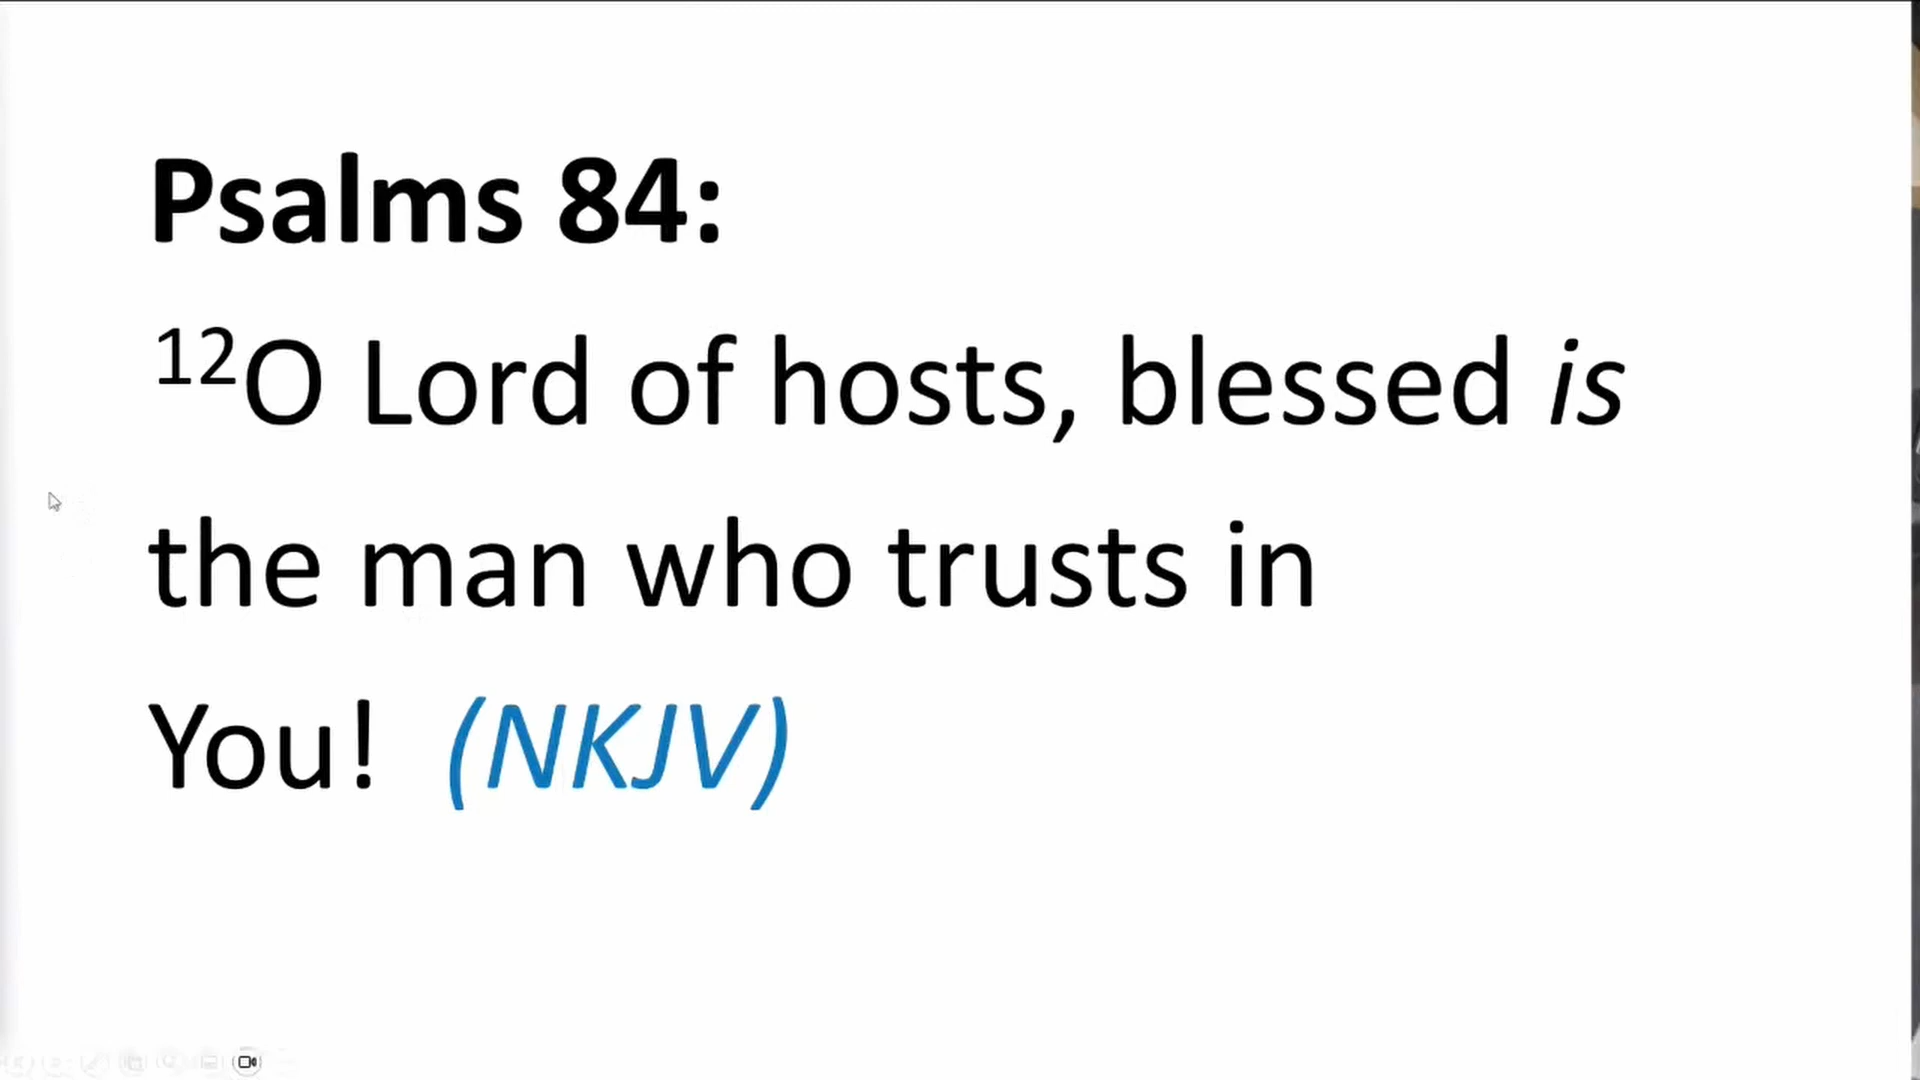 Psalms 84:
12O Lord of hosts, blessed is
the man who trusts in
You! (NKJV)